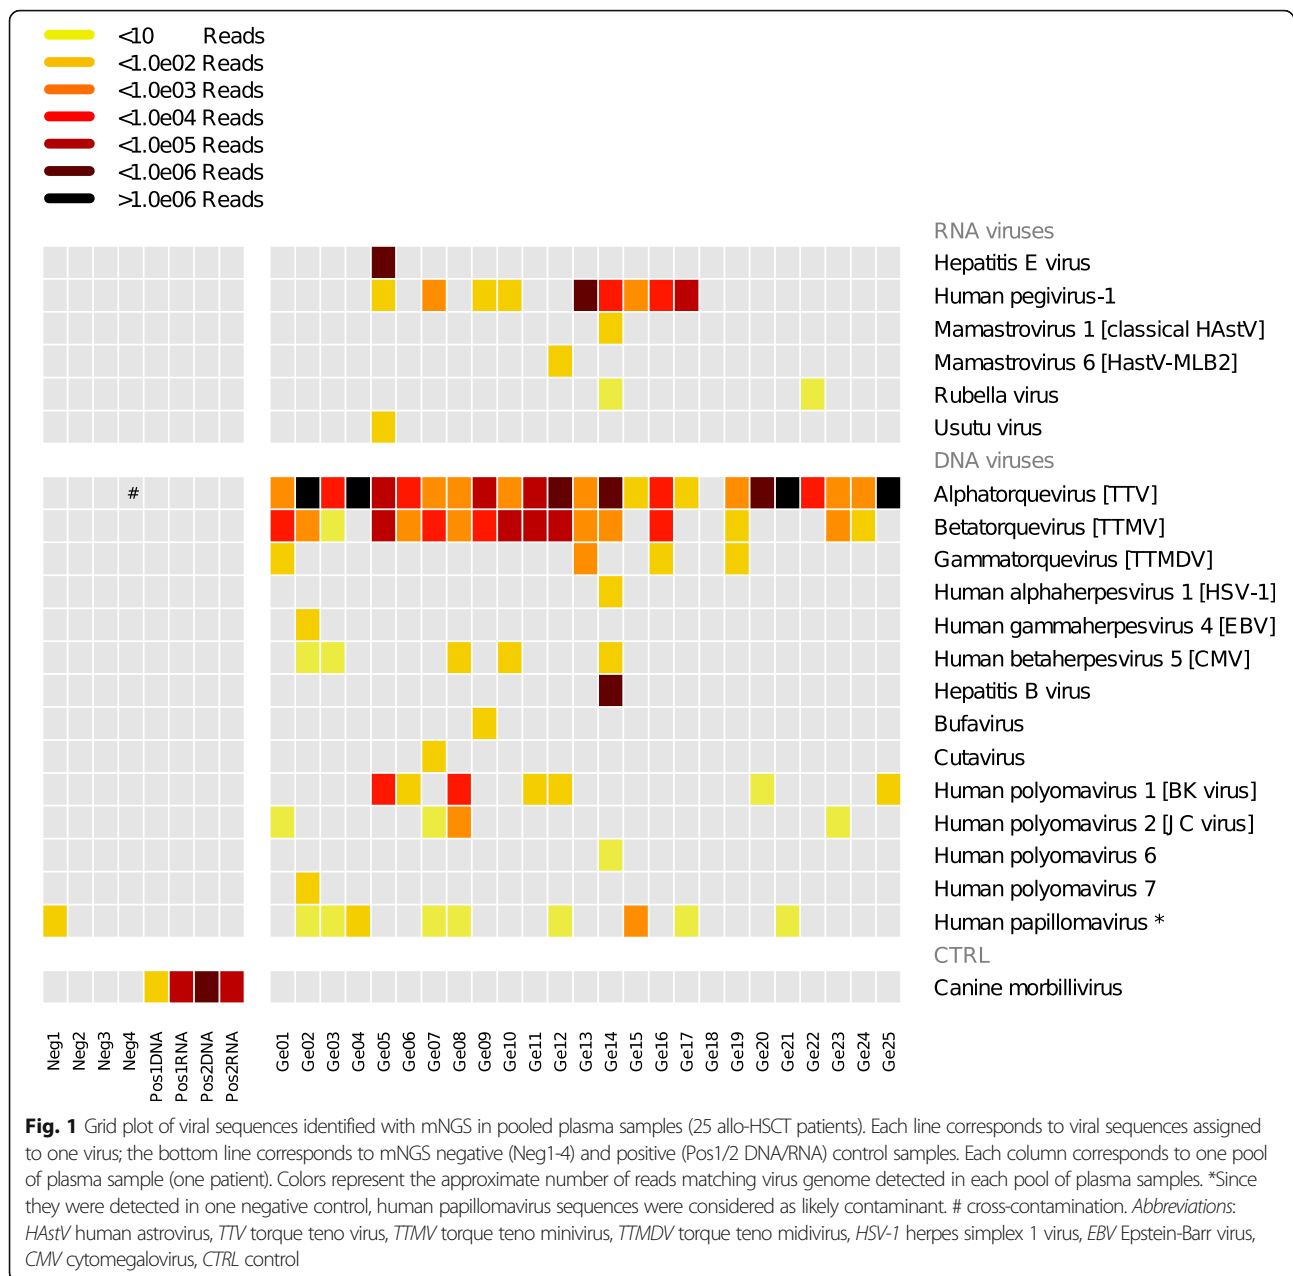 <10 Reads
<1.0e02 Reads
<1.0e03 Reads
<1.0e04 Reads
<1.0e05 Reads
<1.0e06 Reads
>1.0e06 Reads
RNA viruses
Hepatitis E virus
Human pegivirus-1
Mamastrovirus 1 [classical HAstV]
Mamastrovirus 6 [HastV-MLB2]
Rubella virus
Usutu virus
DNA viruses
#
Alphatorquevirus [TTV]
Betatorquevirus [TTMV]
Gammatorquevirus [TTMDV]
Human alphaherpesvirus 1 [HSV-1]
Human gammaherpesvirus 4 [EBV]
Human betaherpesvirus 5 [CMV]
Hepatitis B virus
Bufavirus
Cutavirus
Human polyomavirus 1 [BK virus]
Human polyomavirus 2 [JC virus]
Human polyomavirus 6
Human polyomavirus 7
Human papillomavirus *
CTRL
Canine morbillivirus
Neg1
Neg2
Neg3
Neg4
Pos1DNA
Pos1RNA
Pos2DNA
Pos2RNA
Ge01
Ge02
Ge03
Ge04
Ge05
Ge06
Ge07
Ge08
Ge09
Ge10
Ge11
Ge12
Ge13
Ge14
Ge15
Ge16
Ge17
Ge18
Ge19
Ge20
Ge21
Ge22
Ge23
Ge24
Ge25
Fig. 1 Grid plot of viral sequences identified with mNGS in pooled plasma samples (25 allo-HSCT patients). Each line corresponds to viral sequences assigned
to one virus; the bottom line corresponds to mNGS negative (Neg1-4) and positive (Pos1/2 DNA/RNA) control samples. Each column corresponds to one pool
of plasma sample (one patient). Colors represent the approximate number of reads matching virus genome detected in each pool of plasma samples. *Since
they were detected in one negative control, human papillomavirus sequences were considered as likely contaminant. # cross-contamination. Abbreviations:
HAstV human astrovirus, TTV torque teno virus, TTMV torque teno minivirus, TTMDV torque teno midivirus, HSV-1 herpes simplex 1 virus, EBV Epstein-Barr virus,
CMV cytomegalovirus, CTRL control